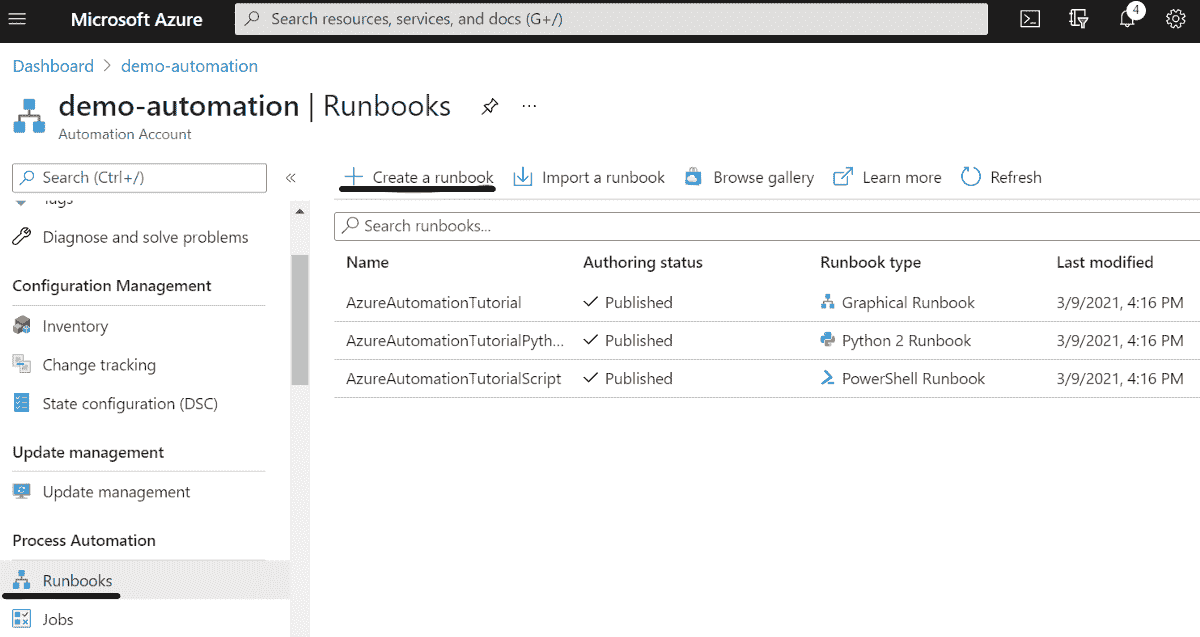 Microsoft Azure
Search resources, services, and docs (G+/)
4
Dashboard > demo-automation
demo-automation | Runbooks
...
Automation Account
Search (Ctrl+/)
«
Create a runbook
Import a runbook
Browse gallery
Learn more
Refresh
Tags
Diagnose and solve problems
Configuration Management
Inventory
Change tracking
State configuration (DSC)
Update management
Update management
Process Automation
Runbooks
Jobs
Search runbooks...
Name Authoring status Runbook type Last modified
AzureAutomationTutorial Published Graphical Runbook 3/9/2021, 4:16 PM
AzureAutomationTutorialPyth... Published Python 2 Runbook 3/9/2021, 4:16 PM
AzureAutomationTutorialScript Published PowerShell Runbook 3/9/2021, 4:16 PM